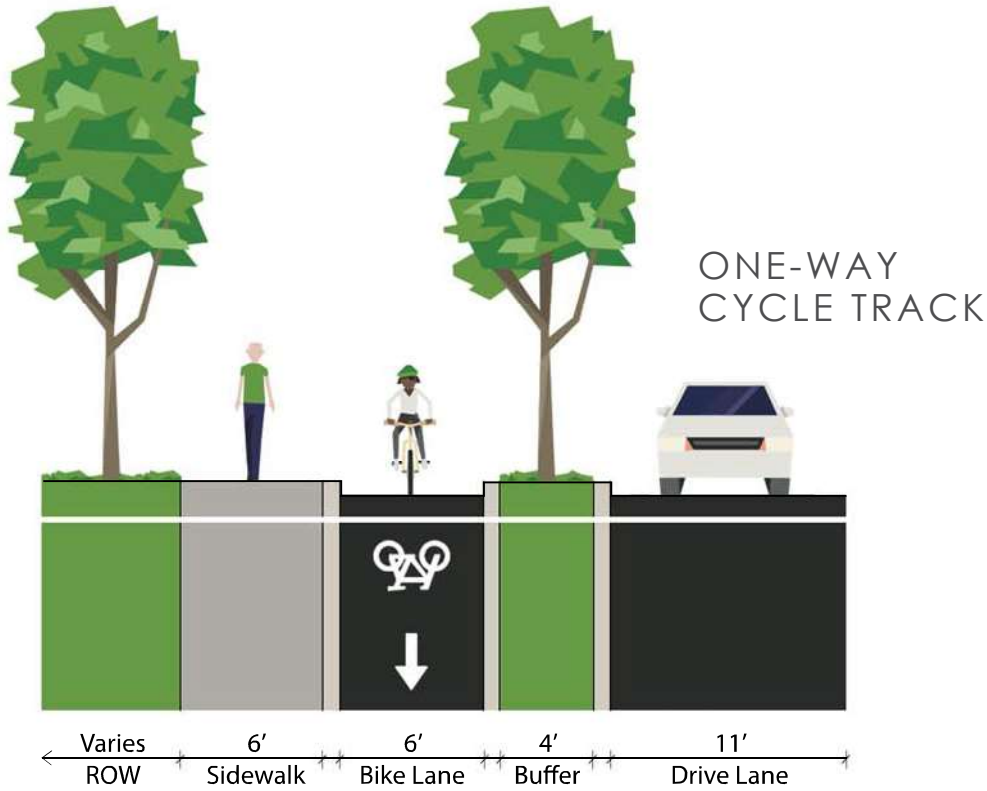 ONE-WAY
CYCLE TRACK
Varies 6′ 6′ 4′ 11′
ROW Sidewalk Bike Lane Buffer Drive Lane